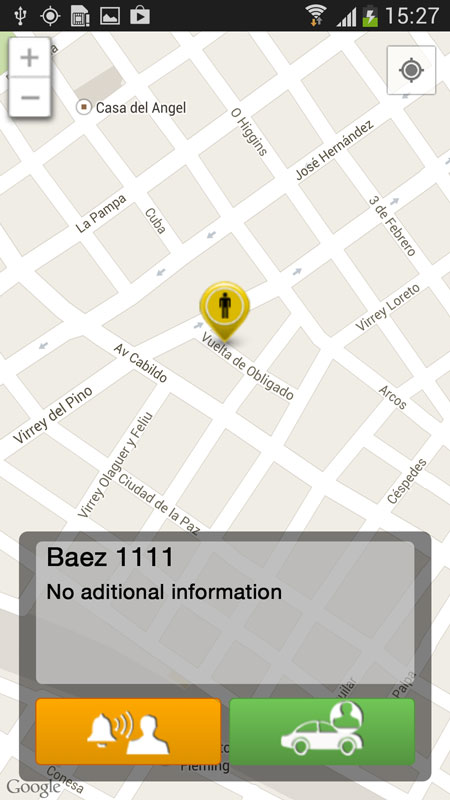 15:27
+
−
Casa del Angel
O Higgins
José Hernández
La Pampa
Cuba
3 de Febrero
Virrey Loreto
Vuelta de Obligado
Av Cabildo
Arcos
Virrey del Pino
Virrey Olaguer y Feliu
Céspedes
Ciudad de la Paz
Baez 1111
No aditional information
Fleming
Conesa
Google